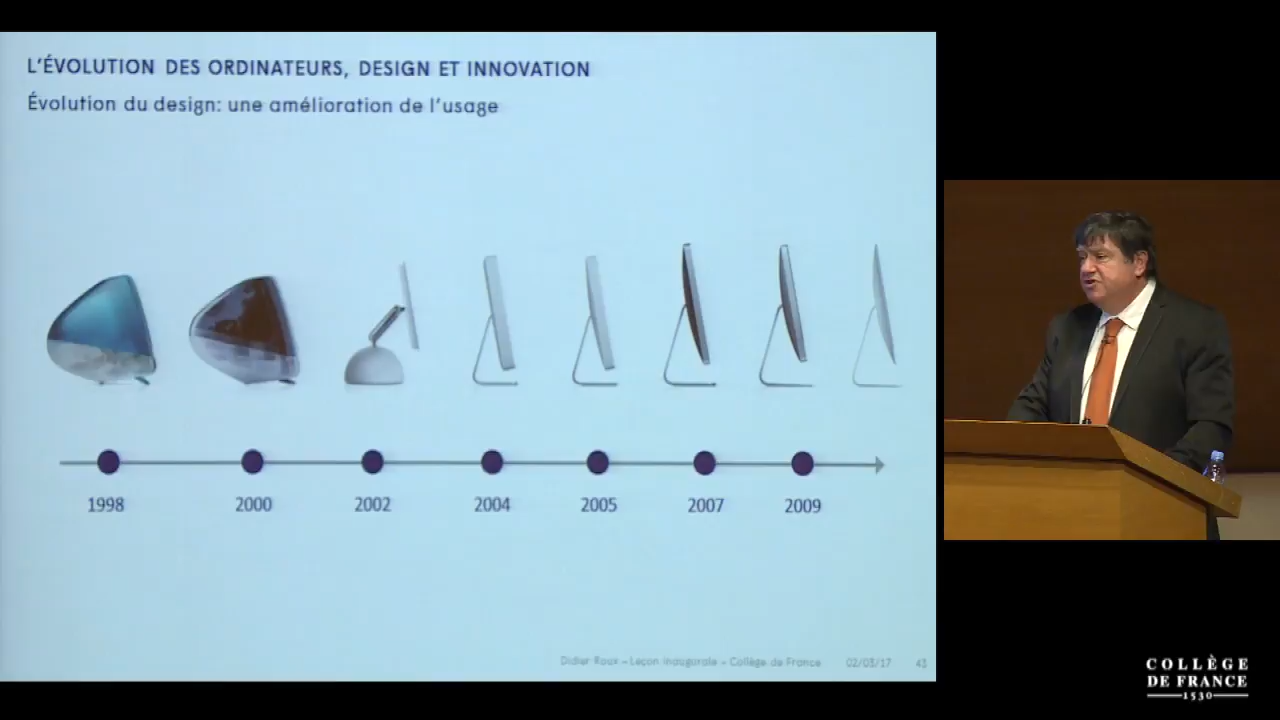 L'ÉVOLUTION DES ORDINATEURS, DESIGN ET INNOVATION
Évolution du design: une amélioration de l'usage
1998 2000 2002 2004 2005 2007 2009
Didier Roux – Leçon inaugurale – Collège de France 02/03/17 43
COLLÈGE
DE FRANCE
1530